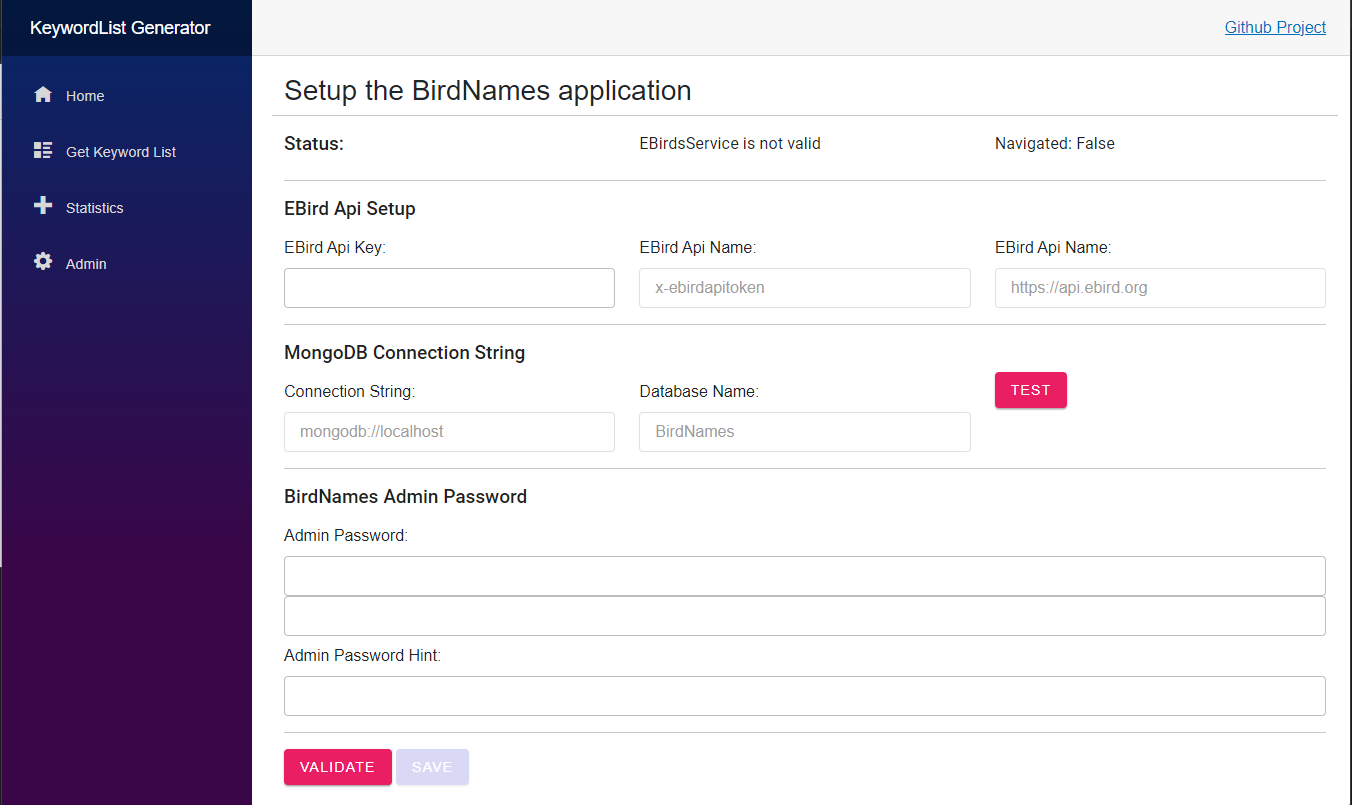 KeywordList Generator
Github Project
Home
Get Keyword List
Statistics
Admin
Setup the BirdNames application
Status: EBirdsService is not valid Navigated: False
EBird Api Setup
EBird Api Key: EBird Api Name: EBird Api Name:
x-ebirdapitoken https://api.ebird.org
MongoDB Connection String
Connection String: Database Name: TEST
mongodb://localhost BirdNames
BirdNames Admin Password
Admin Password:
Admin Password Hint:
VALIDATE SAVE